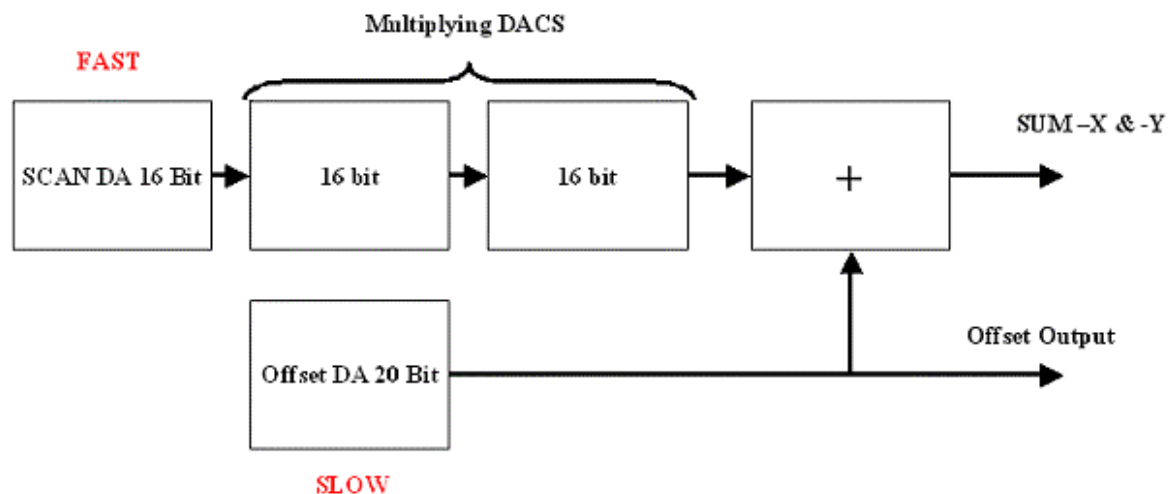 Multiplying DACS
FAST
SCAN DA 16 Bit
16 bit
16 bit
+
SUM –X & -Y
Offset DA 20 Bit
Offset Output
SLOW